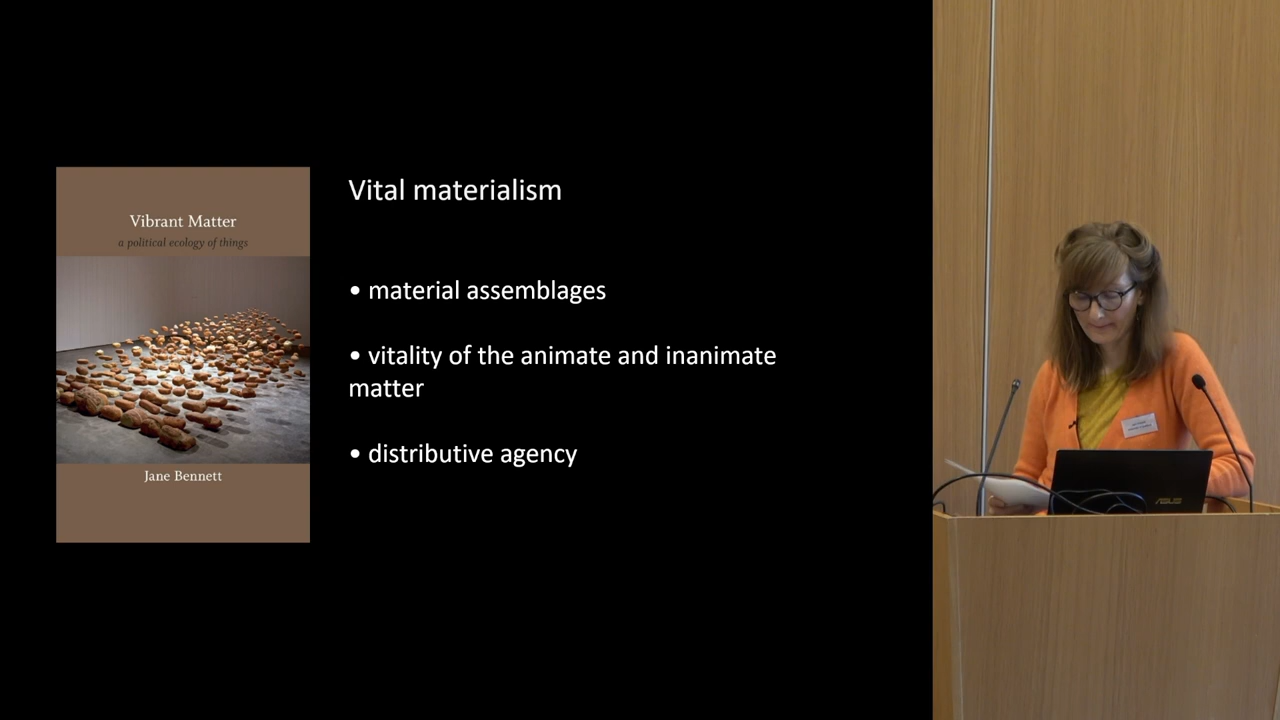 Vibrant Matter
a political ecology of things
Jane Bennett
Vital materialism
• material assemblages
• vitality of the animate and inanimate
matter
• distributive agency
ASUS